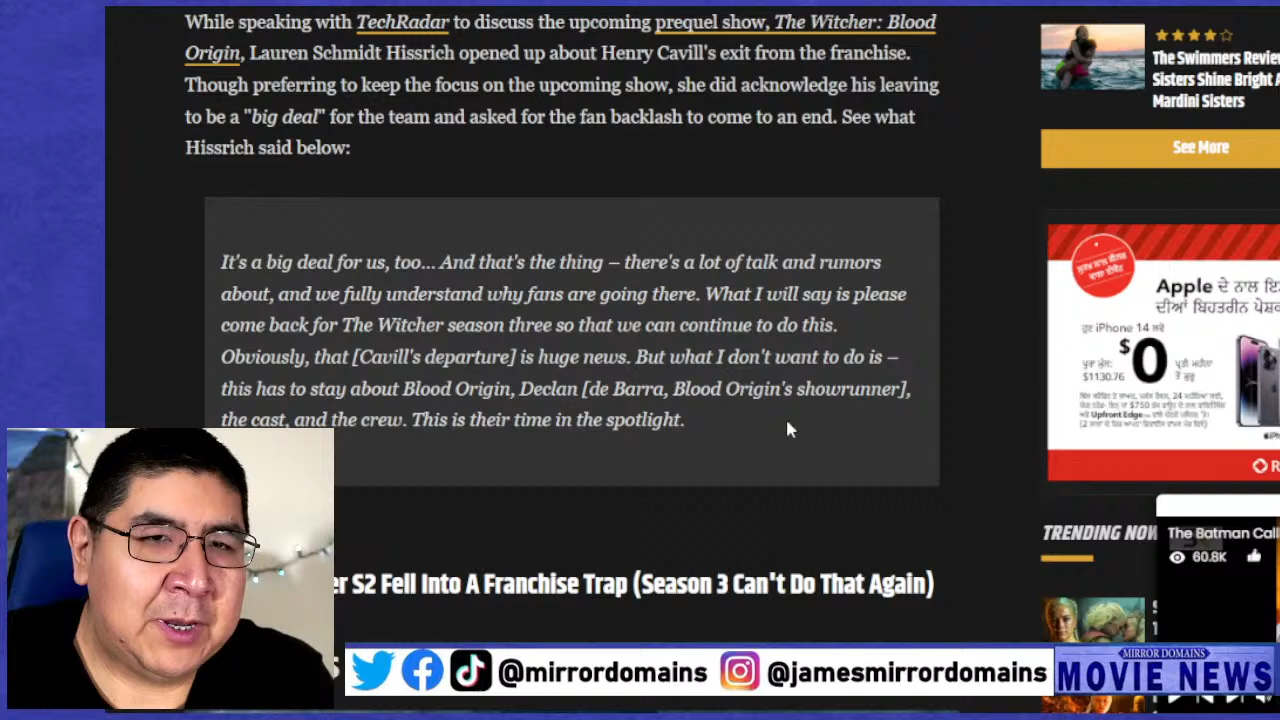 While speaking with TechRadar to discuss the upcoming prequel show, The Witcher: Blood
Origin, Lauren Schmidt Hissrich opened up about Henry Cavill's exit from the franchise.
Though preferring to keep the focus on the upcoming show, she did acknowledge his leaving
to be a "big deal" for the team and asked for the fan backlash to come to an end. See what
Hissrich said below:
It's a big deal for us, too... And that's the thing – there's a lot of talk and rumors
about, and we fully understand why fans are going there. What I will say is please
come back for The Witcher season three so that we can continue to do this.
Obviously, that [Cavill's departure] is huge news. But what I don't want to do is –
this has to stay about Blood Origin, Declan [de Barra, Blood Origin's showrunner],
the cast, and the crew. This is their time in the spotlight.
S2 Fell Into A Franchise Trap (Season 3 Can't Do That Again)
The Swimmers Revie
Sisters Shine Bright A
Mardini Sisters
See More
Apple ਦੇ ਨਾਲ
ਦੀਆਂ ਬਿਹਤਰੀਨ
iPhone 14
$0
$1130.76
TRENDING NOW
The Batman Call
60.8K
@mirrordomains
@jamesmirrordomains
MIRROR DOMAINS
MOVIE NEWS